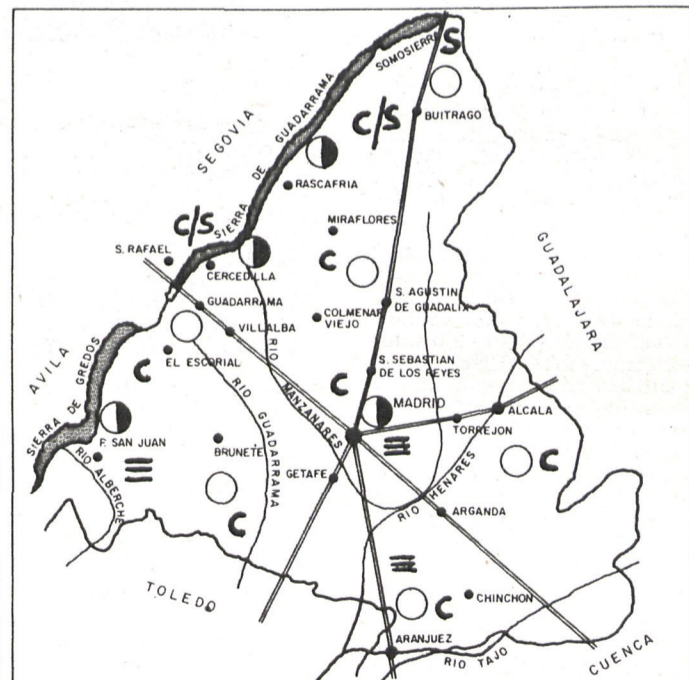 SOMOSIERRA
S
BUITRAGO
C/S
SEGOVIA
SIERRA DE GUADARRAMA
RASCAFRIA
MIRAFLORES
C/S
S. RAFAEL
CERCEDILLA
C
GUADALAJARA
GUADARRAMA
S. AGUSTIN
DE GUADALIX
COLMENAR
VIEJO
VILLALBA
AVILA
SIERRA DE GREDOS
EL ESCORIAL
C
RIO GUADARRAMA
RIO MANZANARES
S. SEBASTIAN
DE LOS REYES
C
MADRID
ALCALA
TORREJON
F. SAN JUAN
RIO ALBERCHE
BRUNETE
GETAFE
C
RIO HENARES
C
ARGANDA
TOLEDO
C
CHINCHON
ARANJUEZ
RIO TAJO
CUENCA